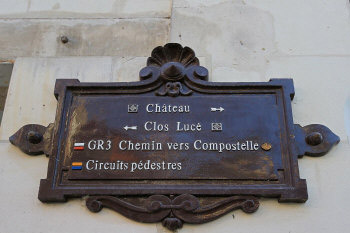 Château
Clos Lucé
GR3 Chemin vers Compostelle
Circuits pédestres